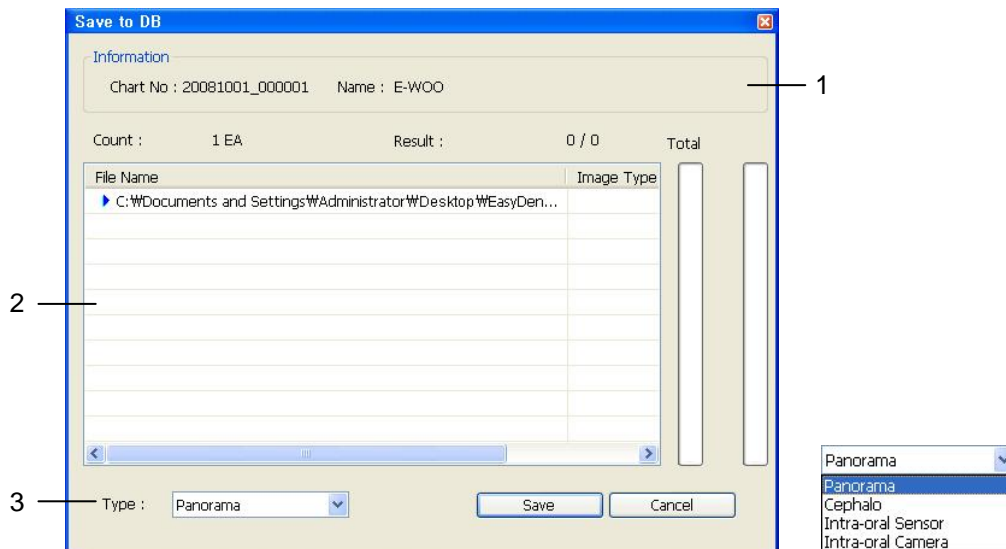 Save to DB
Information
Chart No : 20081001_000001 Name : E-WOO
1
Count : 1 EA Result : 0 / 0 Total
File Name Image Type
C:₩Documents and Settings₩Administrator₩Desktop₩EasyDen...
2
3
Type : Panorama Save Cancel
Panorama
Panorama
Cephalo
Intra-oral Sensor
Intra-oral Camera